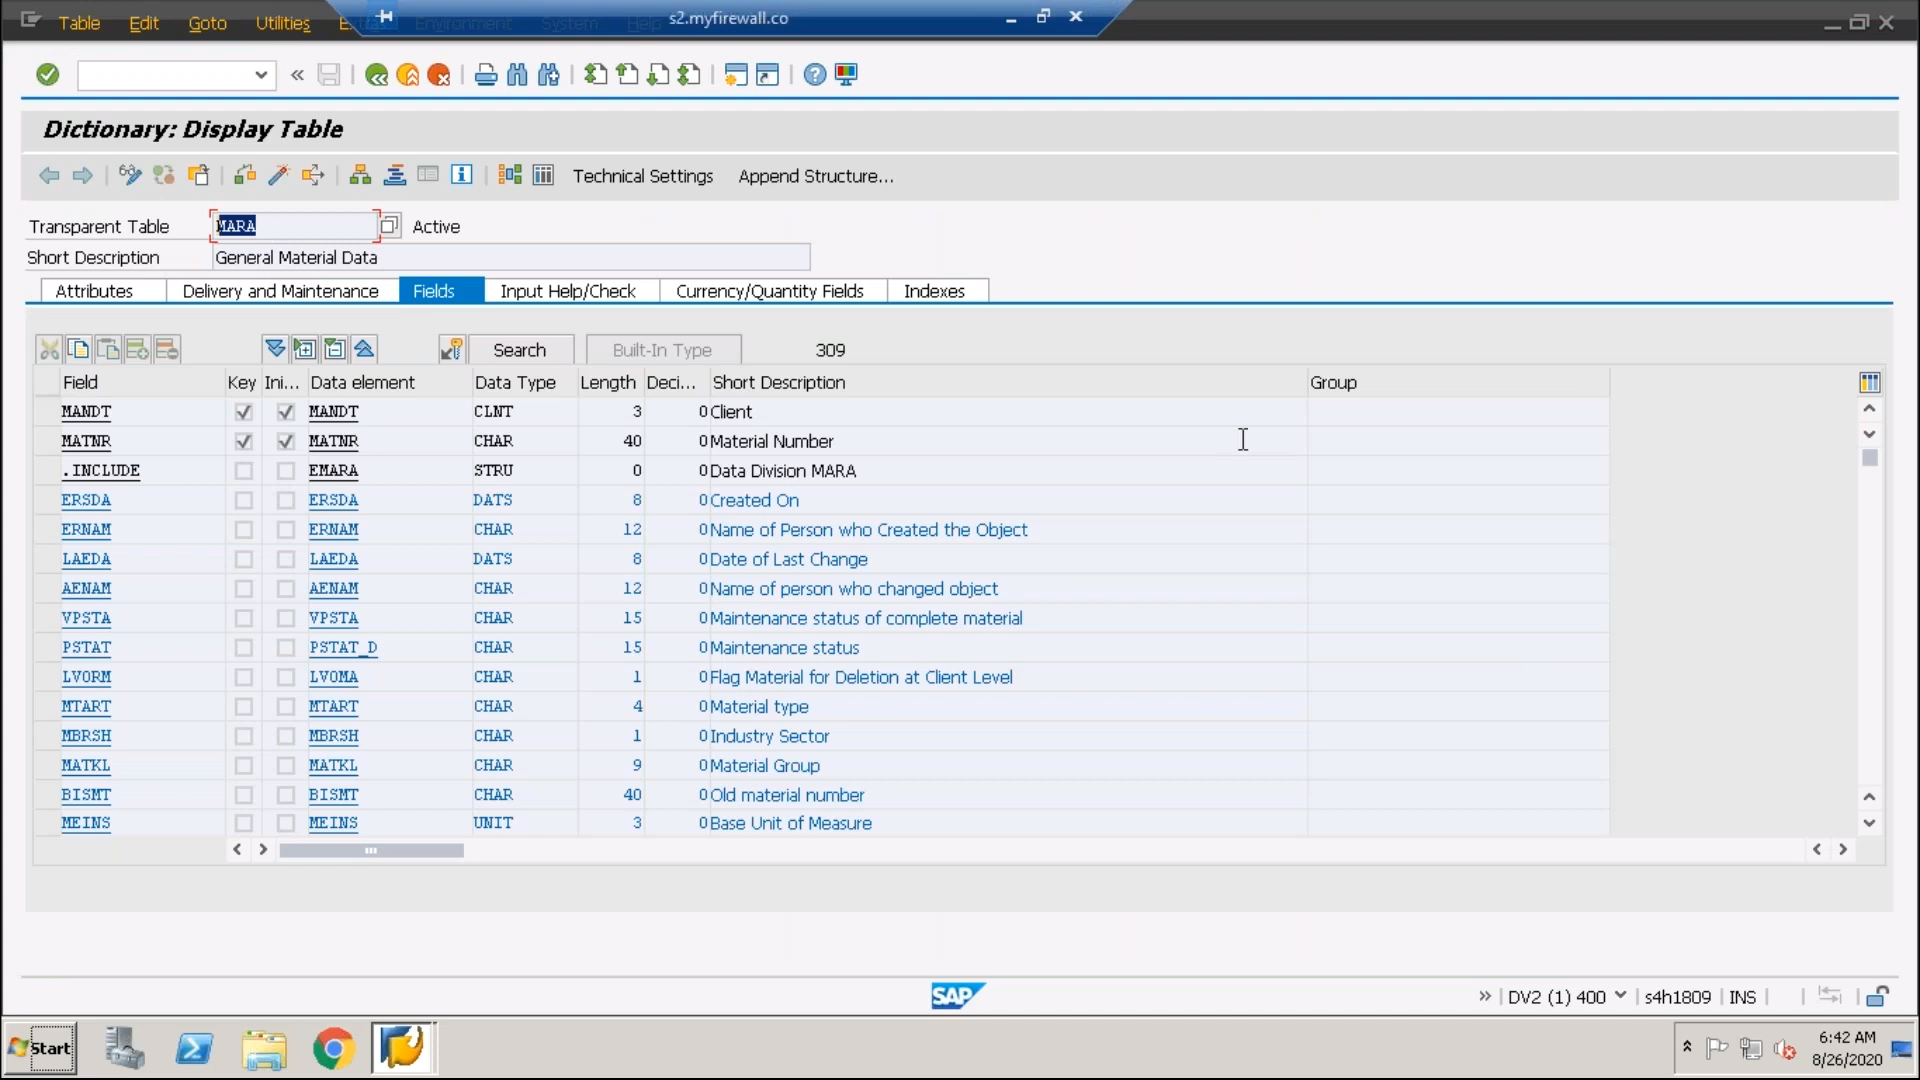 Table Edit Goto Utilities Extras Environment System Help
s2.myfirewall.co
Dictionary: Display Table
Technical Settings Append Structure...
Transparent Table MARA Active
Short Description General Material Data
Attributes Delivery and Maintenance Fields Input Help/Check Currency/Quantity Fields Indexes
Search Built-In Type 309
Field Key Ini... Data element Data Type Length Deci... Short Description Group
MANDT MANDT CLNT 3 0 Client
MATNR MATNR CHAR 40 0 Material Number
.INCLUDE EMARA STRU 0 0 Data Division MARA
ERSDA ERSDA DATS 8 0 Created On
ERNAM ERNAM CHAR 12 0 Name of Person who Created the Object
LAEDA LAEDA DATS 8 0 Date of Last Change
AENAM AENAM CHAR 12 0 Name of person who changed object
VPSTA VPSTA CHAR 15 0 Maintenance status of complete material
PSTAT PSTAT_D CHAR 15 0 Maintenance status
LVORM LVOMA CHAR 1 0 Flag Material for Deletion at Client Level
MTART MTART CHAR 4 0 Material type
MBRSH MBRSH CHAR 1 0 Industry Sector
MATKL MATKL CHAR 9 0 Material Group
BISMT BISMT CHAR 40 0 Old material number
MEINS MEINS UNIT 3 0 Base Unit of Measure
SAP
DV2 (1) 400 s4h1809 INS
Start
6:42 AM
8/26/2020